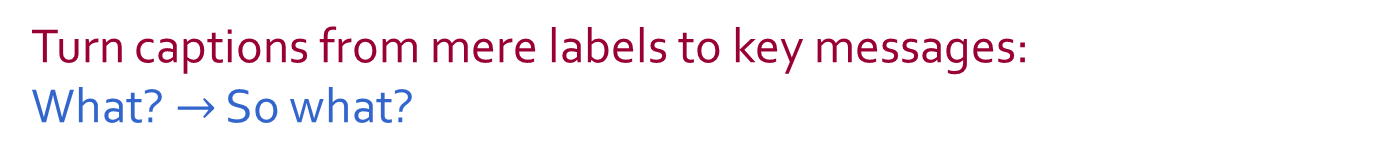 Turn captions from mere labels to key messages:
What? → So what?